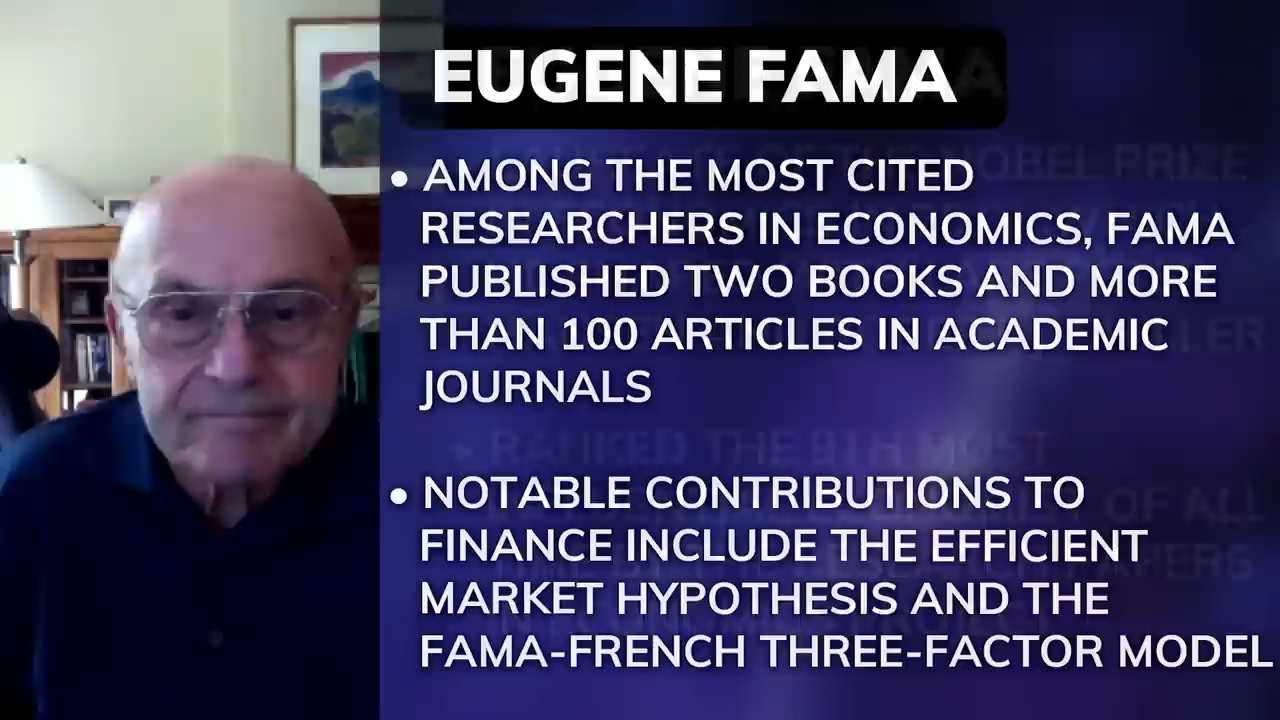 EUGENE FAMA
• AMONG THE MOST CITED
RESEARCHERS IN ECONOMICS, FAMA
PUBLISHED TWO BOOKS AND MORE
THAN 100 ARTICLES IN ACADEMIC
JOURNALS
• NOTABLE CONTRIBUTIONS TO
FINANCE INCLUDE THE EFFICIENT
MARKET HYPOTHESIS AND THE
FAMA-FRENCH THREE-FACTOR MODEL